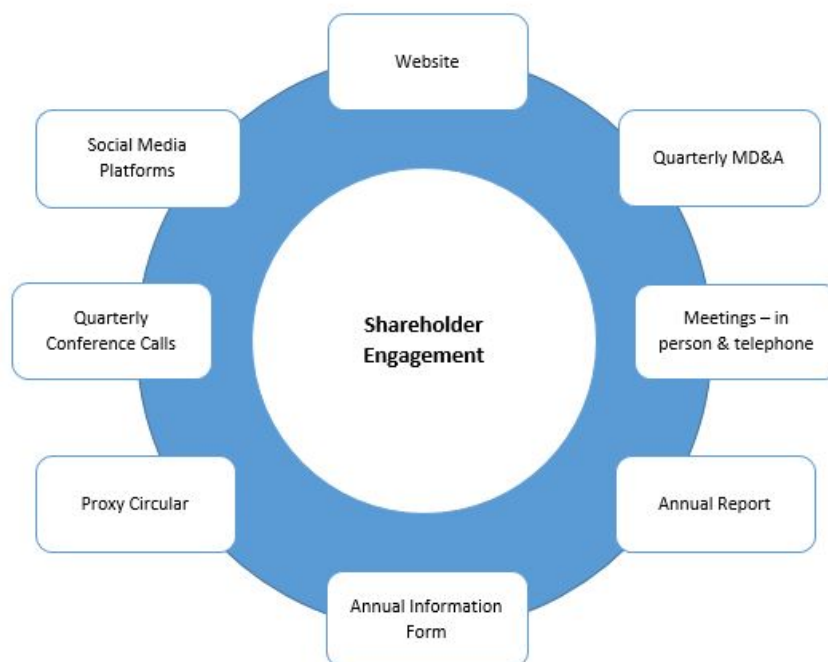 Website
Social Media
Platforms
Quarterly MD&A
Quarterly
Conference Calls
Shareholder
Engagement
Meetings – in
person & telephone
Proxy Circular
Annual Report
Annual Information
Form